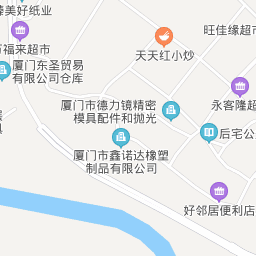 臻美好纸业
旺佳缘超市
天天红小炒
万福来超市
厦门东圣贸易
有限公司仓库
厦门市德力镜精密
模具配件和抛光
永客隆
后宅公
厦门市鑫诺达橡塑
制品有限公司
好邻居便利店